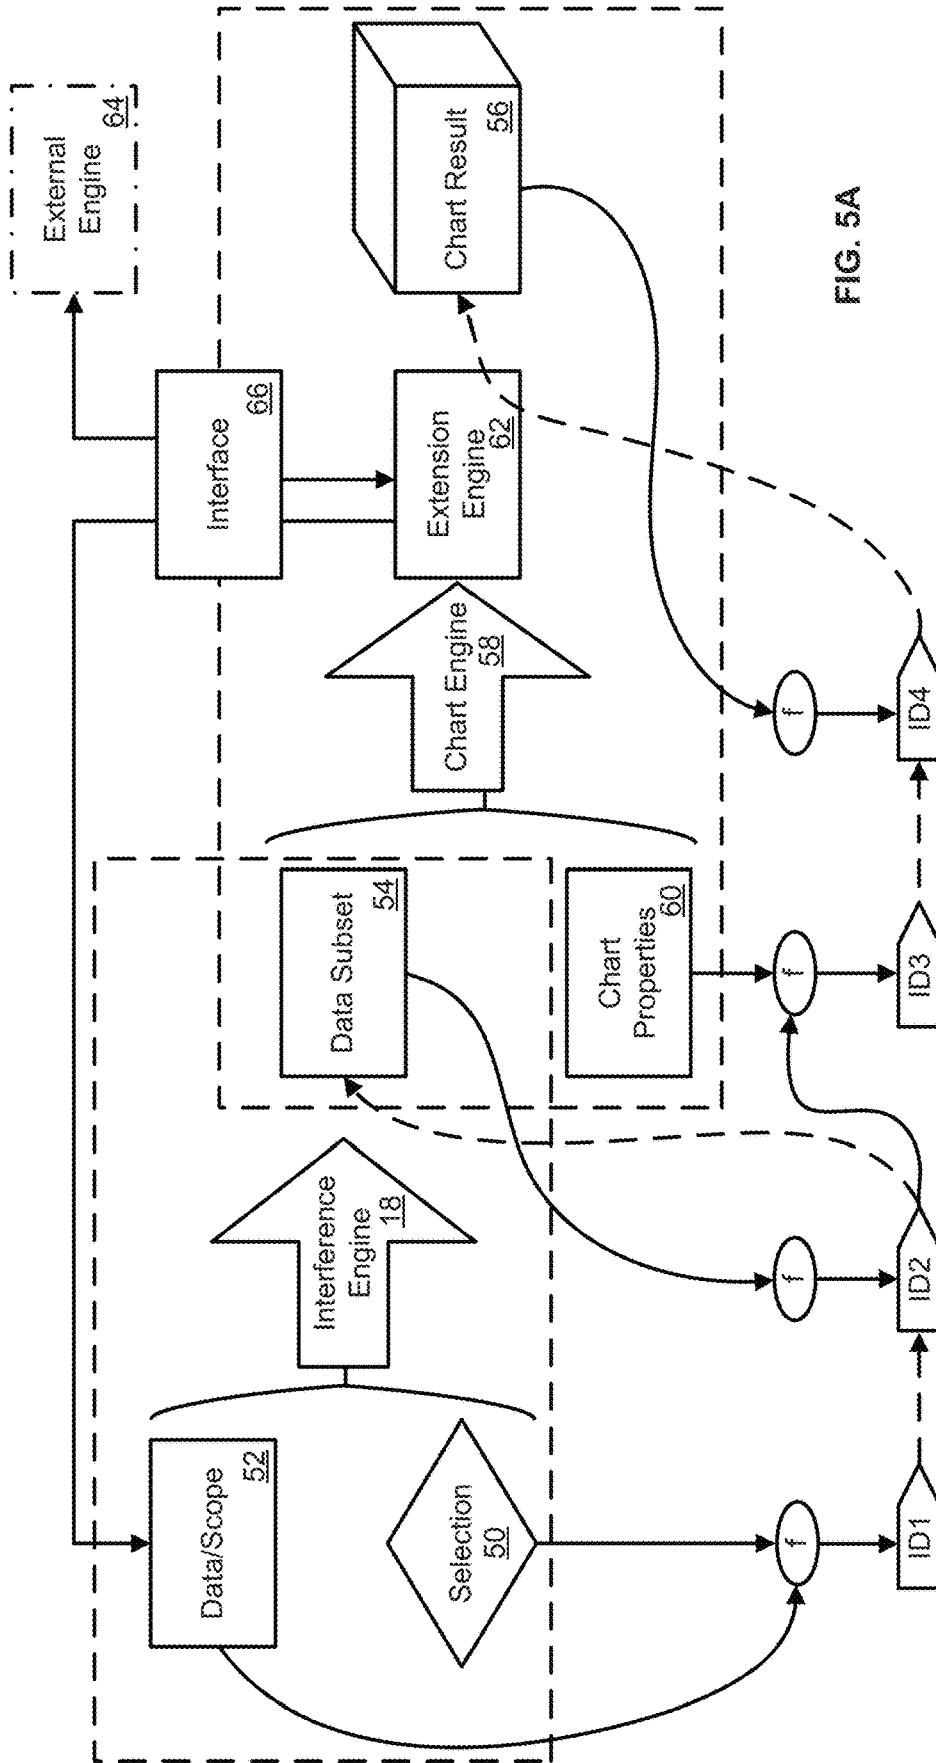 External
Engine
64
Interface
66
Data/Scope
52
Selection
50
Interference
Engine
18
Data Subset
54
Chart
Properties
60
Chart Engine
58
Extension
Engine
62
Chart Result
56
f
f
f
f
ID1
ID2
ID3
ID4
FIG. 5A